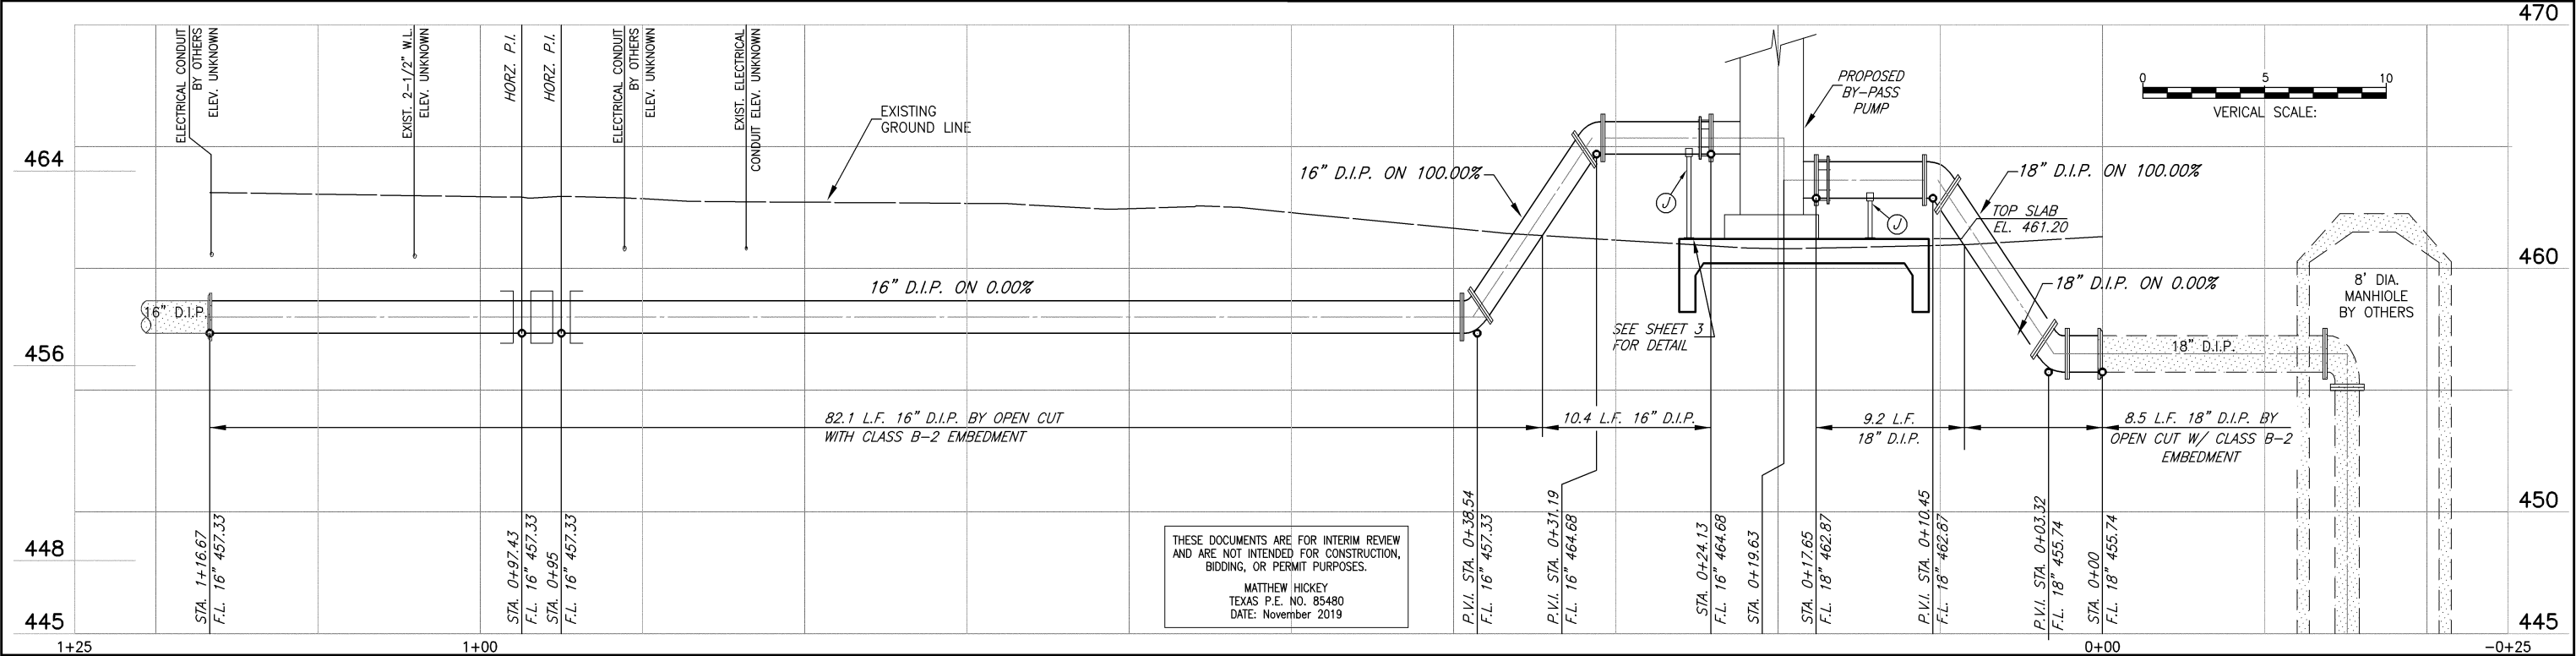 470
464
460
456
450
448
445
445
1+25
1+00
0+00
-0+25
ELECTRICAL CONDUIT
BY OTHERS
ELEV. UNKNOWN
EXIST. 2-1/2" W.L.
ELEV. UNKNOWN
HORZ. P.I.
HORZ. P.I.
ELECTRICAL CONDUIT
BY OTHERS
ELEV. UNKNOWN
EXIST. ELECTRICAL
CONDUIT ELEV. UNKNOWN
EXISTING
GROUND LINE
PROPOSED
BY-PASS
PUMP
0 5 10
VERICAL SCALE:
16" D.I.P. ON 100.00%
18" D.I.P. ON 100.00%
J
J
TOP SLAB
EL. 461.20
16" D.I.P.
16" D.I.P. ON 0.00%
18" D.I.P. ON 0.00%
8' DIA.
MANHOLE
BY OTHERS
SEE SHEET 3
FOR DETAIL
18" D.I.P.
82.1 L.F. 16" D.I.P. BY OPEN CUT
WITH CLASS B-2 EMBEDMENT
10.4 L.F. 16" D.I.P.
9.2 L.F.
18" D.I.P.
8.5 L.F. 18" D.I.P. BY
OPEN CUT W/ CLASS B-2
EMBEDMENT
STA. 1+16.67
F.L. 16" 457.33
STA. 0+97.43
F.L. 16" 457.33
STA. 0+95
F.L. 16" 457.33
THESE DOCUMENTS ARE FOR INTERIM REVIEW
AND ARE NOT INTENDED FOR CONSTRUCTION,
BIDDING, OR PERMIT PURPOSES.
MATTHEW HICKEY
TEXAS P.E. NO. 85480
DATE: November 2019
P.V.I. STA. 0+38.54
F.L. 16" 457.33
P.V.I. STA. 0+31.19
F.L. 16" 464.68
STA. 0+24.13
F.L. 16" 464.68
STA. 0+19.63
STA. 0+17.65
F.L. 18" 462.87
P.V.I. STA. 0+10.45
F.L. 18" 462.87
P.V.I. STA. 0+03.32
F.L. 18" 455.74
STA. 0+00
F.L. 18" 455.74